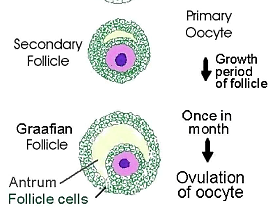 Primary
Oocyte
Secondary
Follicle
Growth
period
of follicle
Graafian
Follicle
Once in
month
Antrum
Follicle cells
Ovulation
of oocyte